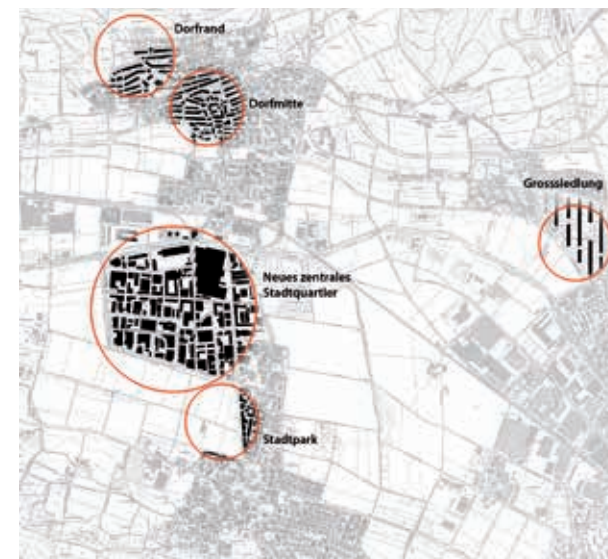 Dorfrand
Dorfmitte
Grosssiedlung
Neues zentrales
Stadtquartier
Stadtpark